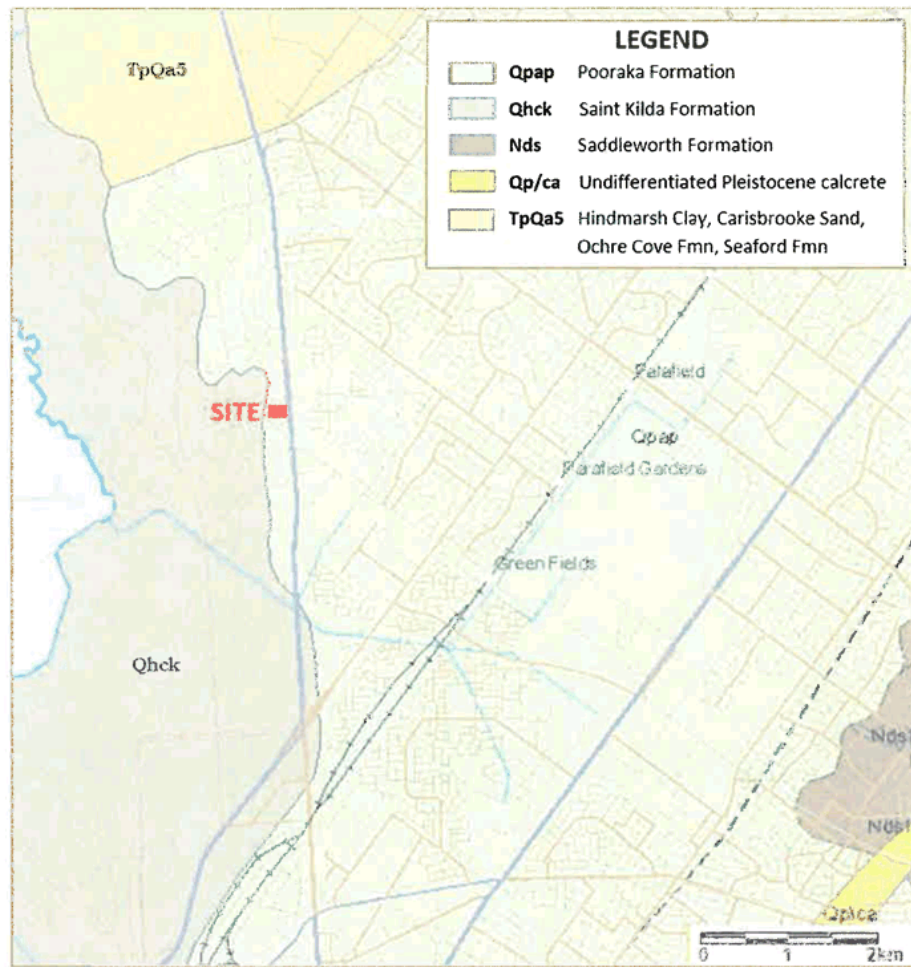 TpQa5
LEGEND
Qpap Pooraka Formation
Qhck Saint Kilda Formation
Nds Saddleworth Formation
Qp/ca Undifferentiated Pleistocene calcrete
TpQa5 Hindmarsh Clay, Carisbrooke Sand,
Ochre Cove Fmn, Seaford Fmn
Parafield
SITE
Qpap
Parafield Gardens
Green Fields
Qhck
Nds
Nds
Qp/ca
0 1 2km